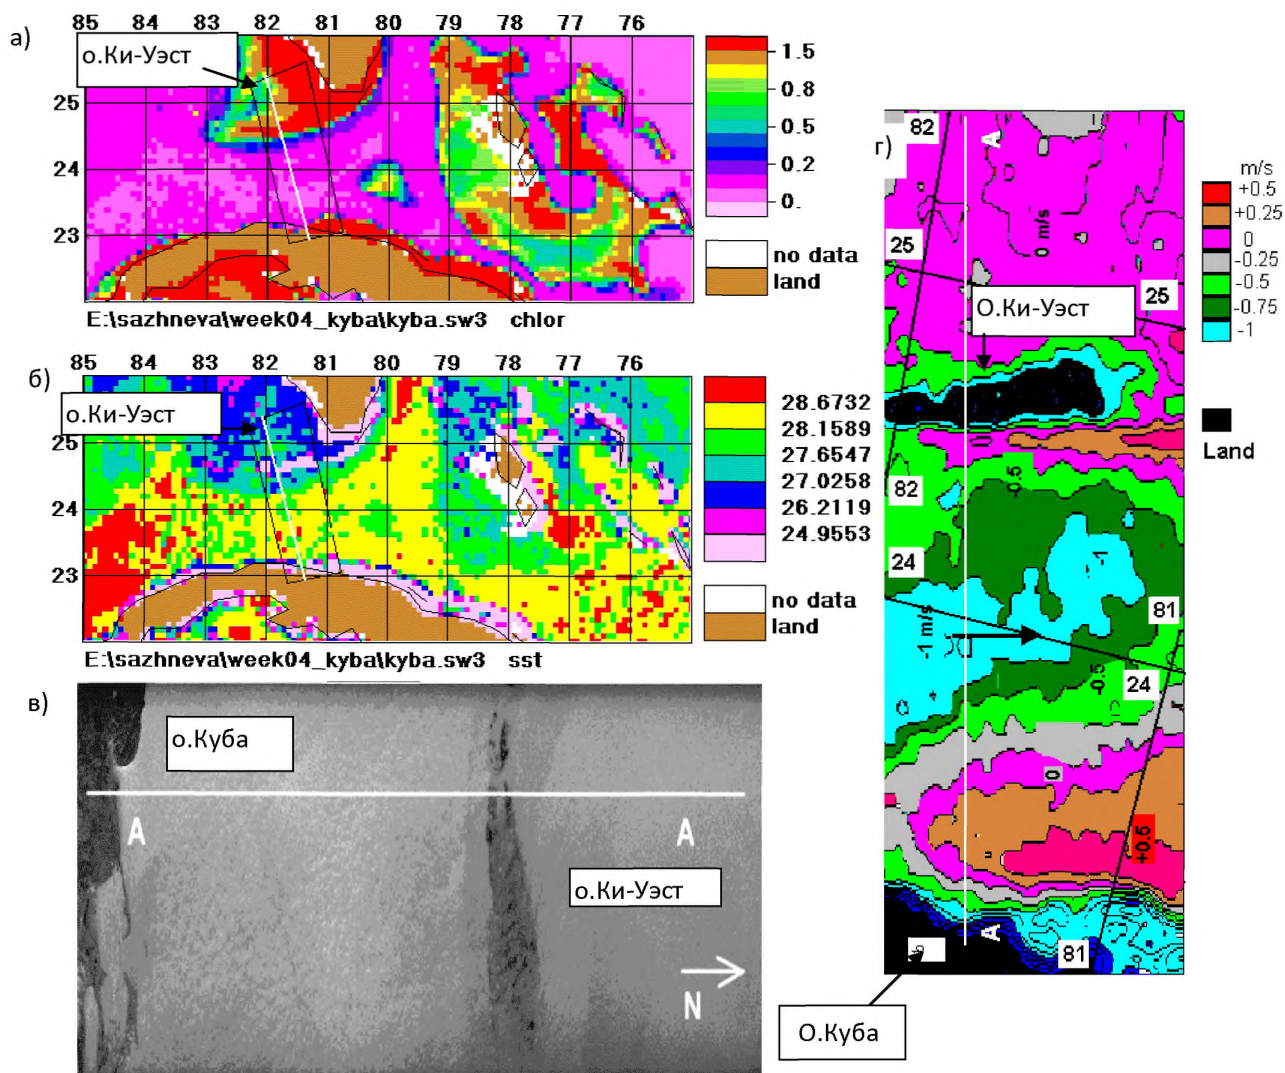 а)
85 84 83 82 81 80 79 78 77 76
о.Ки-Уэст
25
24
23
1.5
0.8
0.5
0.2
0.
no data
land
E:\sazhneva\week04_kyba\kyba.sw3 chlor
б)
85 84 83 82 81 80 79 78 77 76
о.Ки-Уэст
25
24
23
28.6732
28.1589
27.6547
27.0258
26.2119
24.9553
no data
land
E:\sazhneva\week04_kyba\kyba.sw3 sst
в)
о.Куба
A A
о.Ки-Уэст
N
г)
82 A
0 m/s
25
25
О.Ки-Уэст
-0.5
82
24
-1
81
-1 m/s
-0.5
24
0
+0.5
A
81
О.Куба
m/s
+0.5
+0.25
0
-0.25
-0.5
-0.75
-1
Land